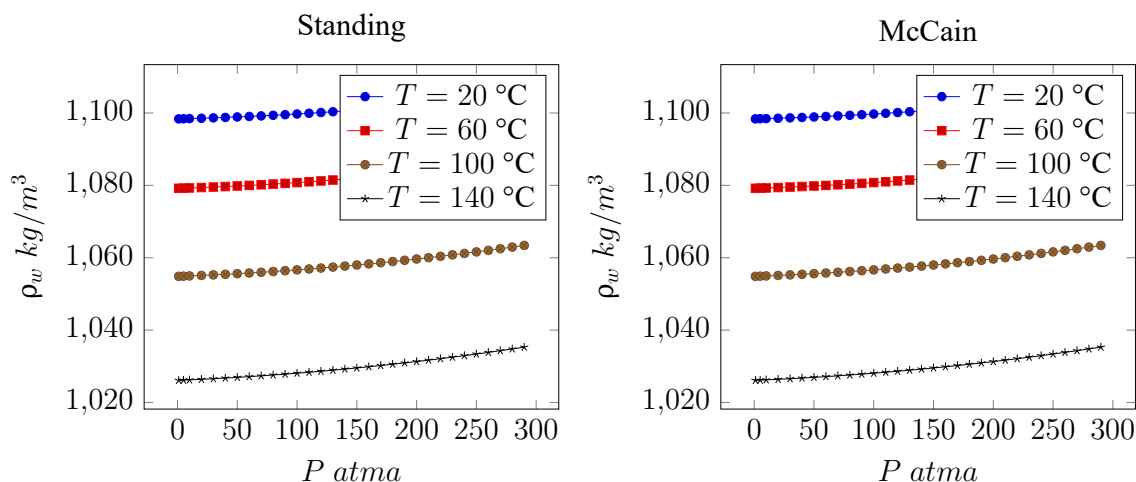 Standing
1,100
1,080
1,060
1,040
1,020
ρw kg/m³
0 50 100 150 200 250 300
P atma
T = 20 °C
T = 60 °C
T = 100 °C
T = 140 °C
McCain
1,100
1,080
1,060
1,040
1,020
ρw kg/m³
0 50 100 150 200 250 300
P atma
T = 20 °C
T = 60 °C
T = 100 °C
T = 140 °C